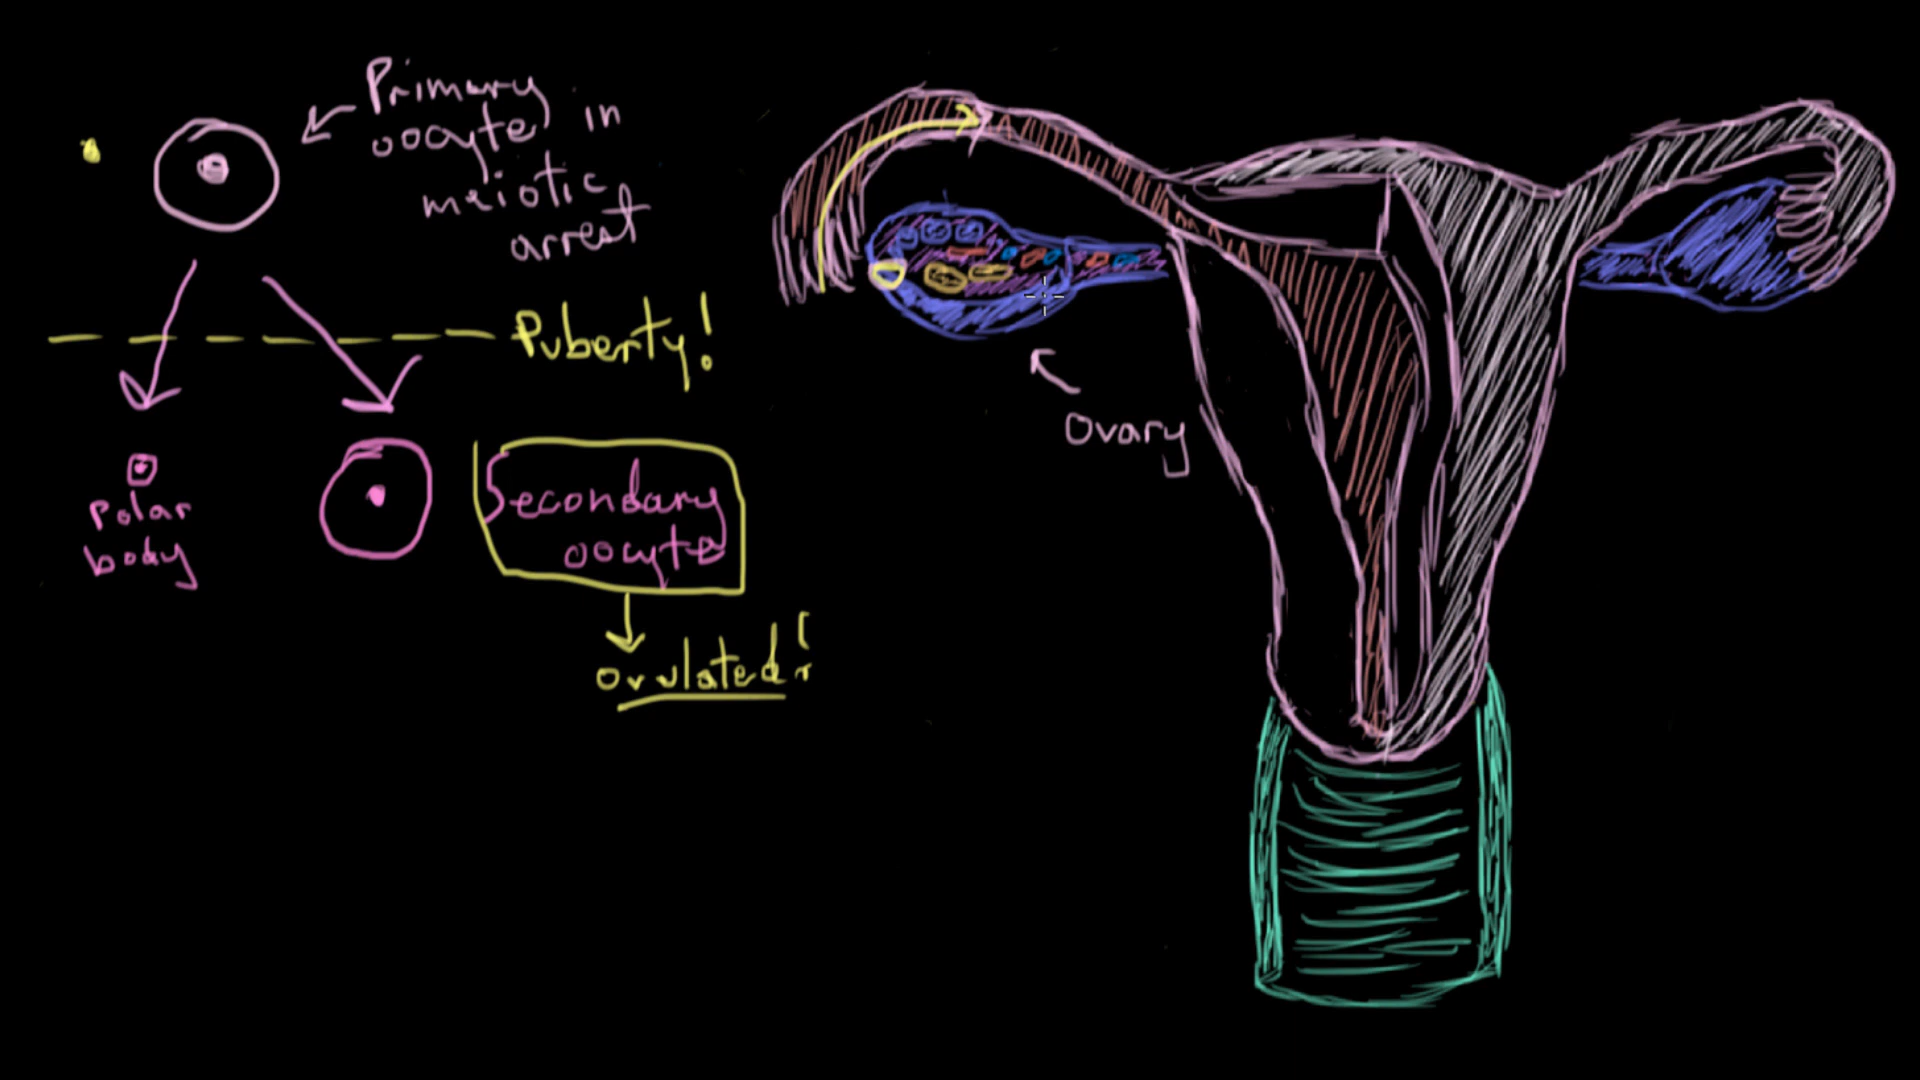 Primary
oocyte in
meiotic
arrest
Puberty!
Polar
body
Secondary
oocyte
Ovulated!
Ovary